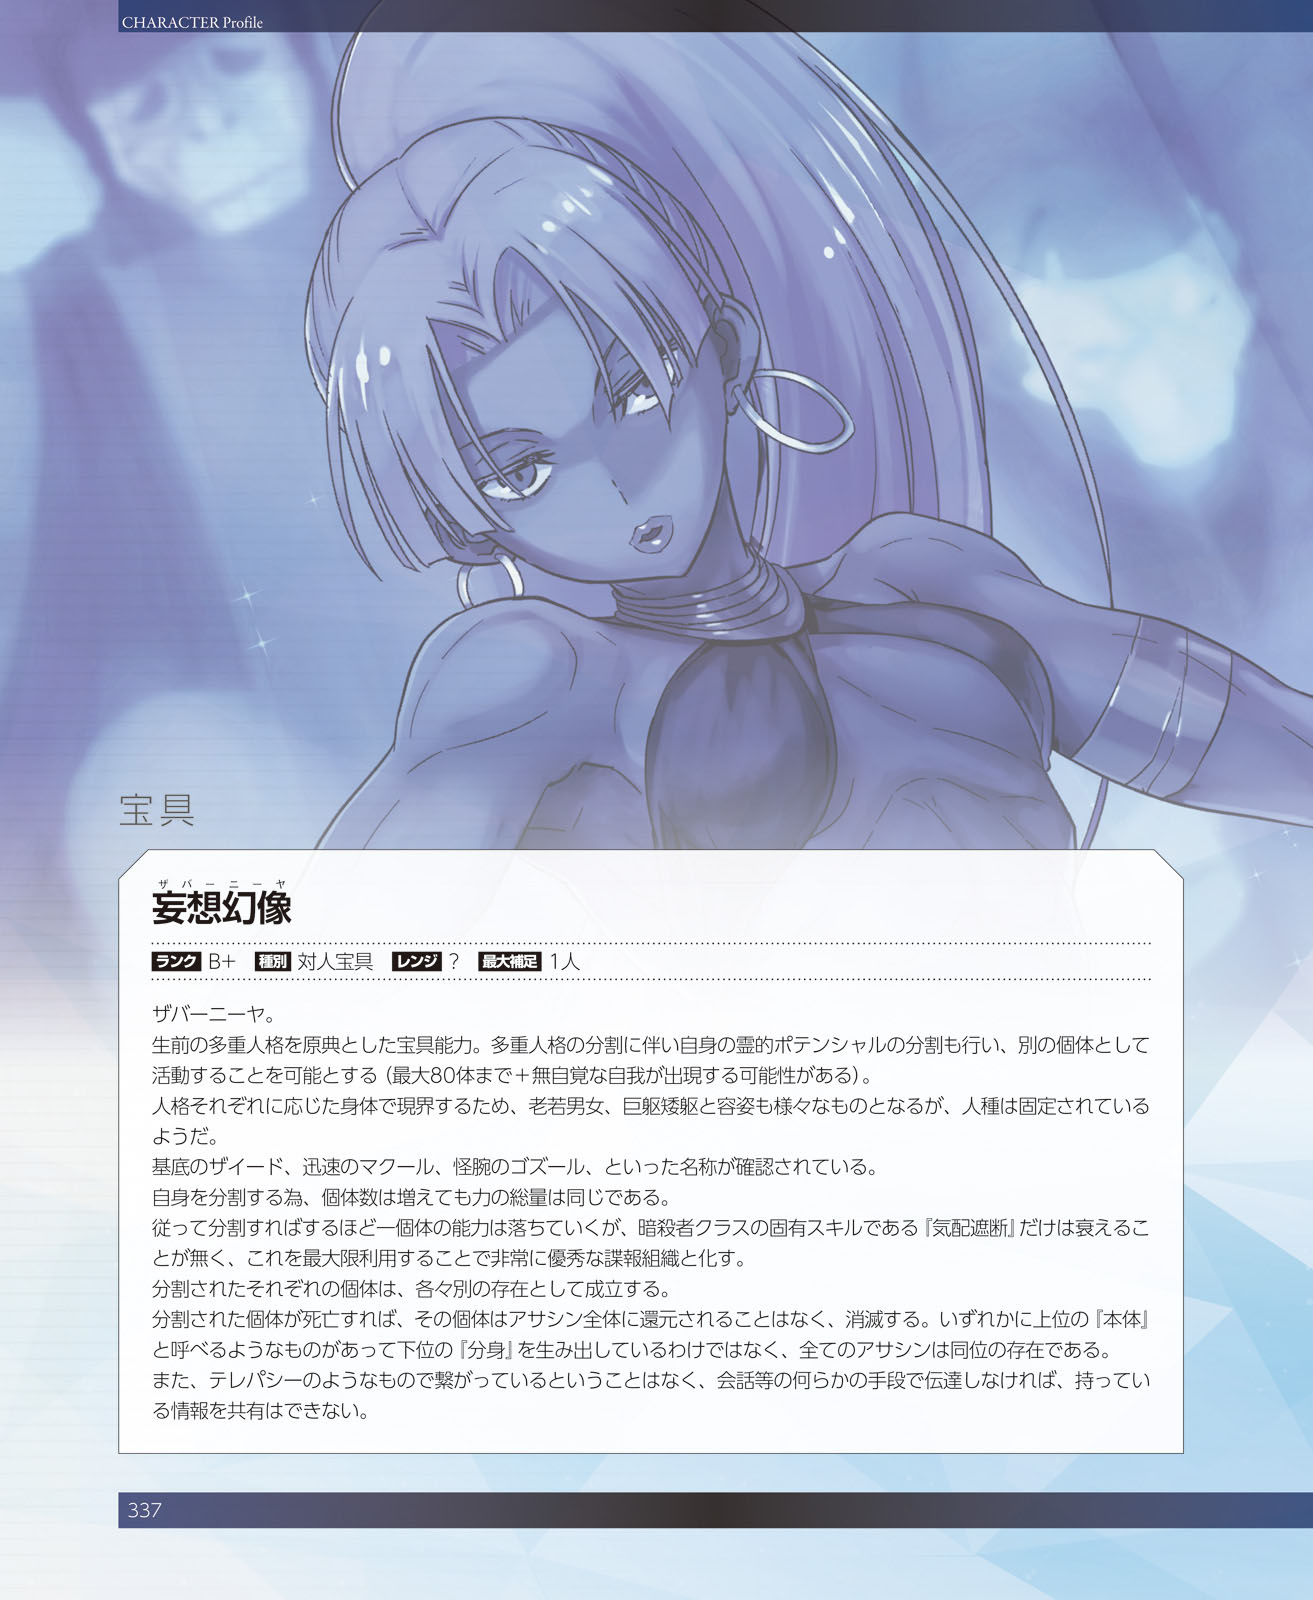 CHARACTER Profile
宝具
ザバーニーヤ
妄想幻像
ランク B+ 種別 対人宝具 レンジ ? 最大補足 1人
ザバーニーヤ。
生前の多重人格を原典とした宝具能力。多重人格の分割に伴い自身の霊的ポテンシャルの分割も行い、別の個体として
活動することを可能とする（最大80体まで＋無自覚な自我が出現する可能性がある）。
人格それぞれに応じた身体で現界するため、老若男女、巨躯矮躯と容姿も様々なものとなるが、人種は固定されている
ようだ。
基底のザイード、迅速のマクール、怪腕のゴズール、といった名称が確認されている。
自身を分割する為、個体数は増えても力の総量は同じである。
従って分割すればするほど一個体の能力は落ちていくが、暗殺者クラスの固有スキルである『気配遮断』だけは衰えるこ
とが無く、これを最大限利用することで非常に優秀な諜報組織と化す。
分割されたそれぞれの個体は、各々別の存在として成立する。
分割された個体が死亡すれば、その個体はアサシン全体に還元されることはなく、消滅する。いずれかに上位の『本体』
と呼べるようなものがあって下位の『分身』を生み出しているわけではなく、全てのアサシンは同位の存在である。
また、テレパシーのようなもので繋がっているということはなく、会話等の何らかの手段で伝達しなければ、持ってい
る情報を共有はできない。
337